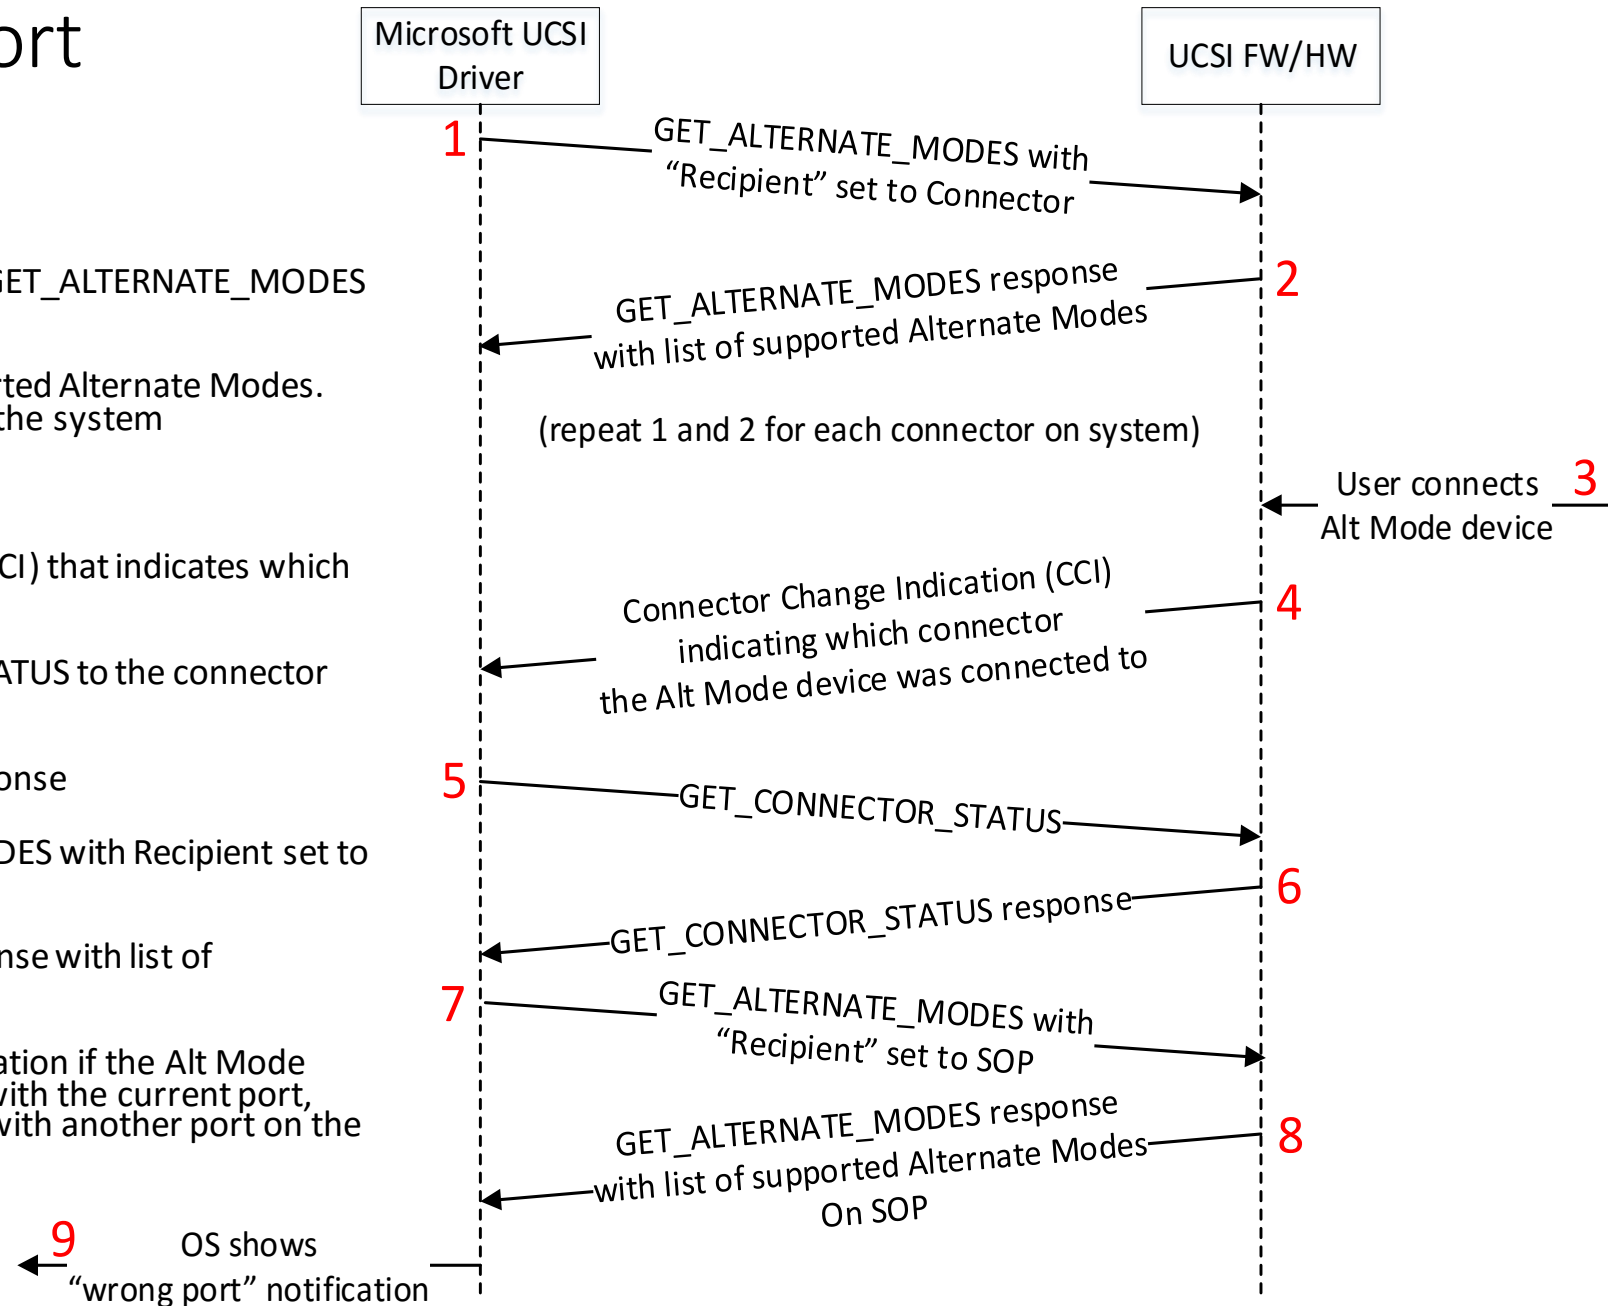 ort
Microsoft UCSI
Driver
UCSI FW/HW
1
GET_ALTERNATE_MODES with
“Recipient” set to Connector
GET_ALTERNATE_MODES
2
GET_ALTERNATE_MODES response
with list of supported Alternate Modes
rted Alternate Modes.
the system
(repeat 1 and 2 for each connector on system)
3
User connects
Alt Mode device
CI) that indicates which
4
Connector Change Indication (CCI)
indicating which connector
the Alt Mode device was connected to
ATUS to the connector
onse
5
GET_CONNECTOR_STATUS
DES with Recipient set to
6
GET_CONNECTOR_STATUS response
nse with list of
7
GET_ALTERNATE_MODES with
“Recipient” set to SOP
ation if the Alt Mode
with the current port,
with another port on the
8
GET_ALTERNATE_MODES response
with list of supported Alternate Modes
On SOP
9
OS shows
“wrong port” notification